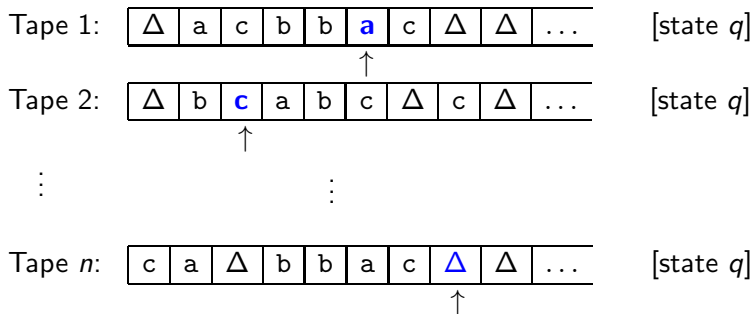 Tape 1: Δ a c b b a c Δ Δ ... [state q]
↑
Tape 2: Δ b c a b c Δ c Δ ... [state q]
↑
⋮ ⋮
Tape n: c a Δ b b a c Δ Δ ... [state q]
↑